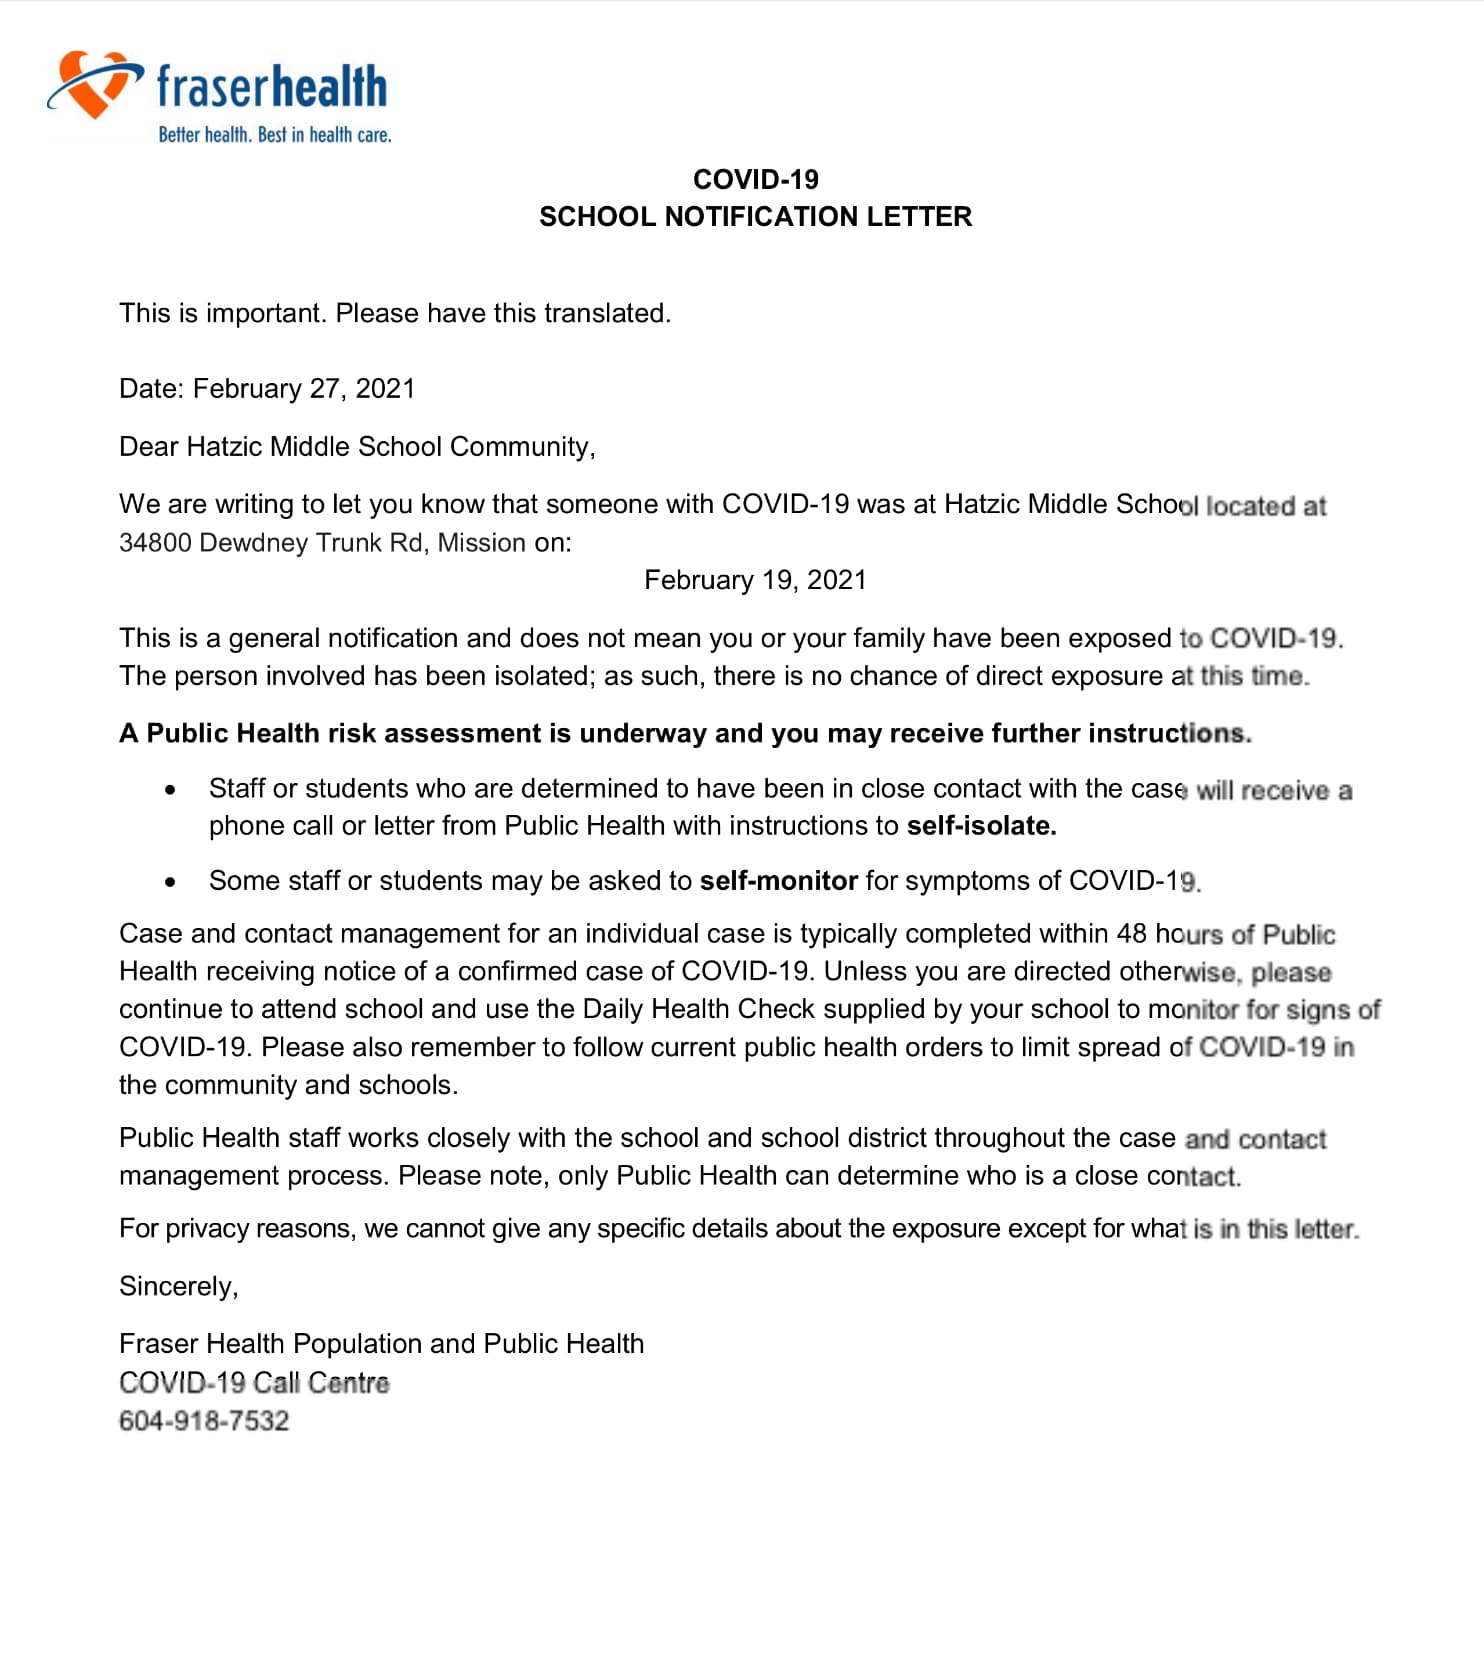 fraserhealth
Better health. Best in health care.
COVID-19
SCHOOL NOTIFICATION LETTER
This is important. Please have this translated.
Date: February 27, 2021
Dear Hatzic Middle School Community,
We are writing to let you know that someone with COVID-19 was at Hatzic Middle School located at
34800 Dewdney Trunk Rd, Mission on:
February 19, 2021
This is a general notification and does not mean you or your family have been exposed to COVID-19.
The person involved has been isolated; as such, there is no chance of direct exposure at this time.
A Public Health risk assessment is underway and you may receive further instructions.
• Staff or students who are determined to have been in close contact with the case will receive a
phone call or letter from Public Health with instructions to self-isolate.
• Some staff or students may be asked to self-monitor for symptoms of COVID-19.
Case and contact management for an individual case is typically completed within 48 hours of Public
Health receiving notice of a confirmed case of COVID-19. Unless you are directed otherwise, please
continue to attend school and use the Daily Health Check supplied by your school to monitor for signs of
COVID-19. Please also remember to follow current public health orders to limit spread of COVID-19 in
the community and schools.
Public Health staff works closely with the school and school district throughout the case and contact
management process. Please note, only Public Health can determine who is a close contact.
For privacy reasons, we cannot give any specific details about the exposure except for what is in this letter.
Sincerely,
Fraser Health Population and Public Health
COVID-19 Call Centre
604-918-7532